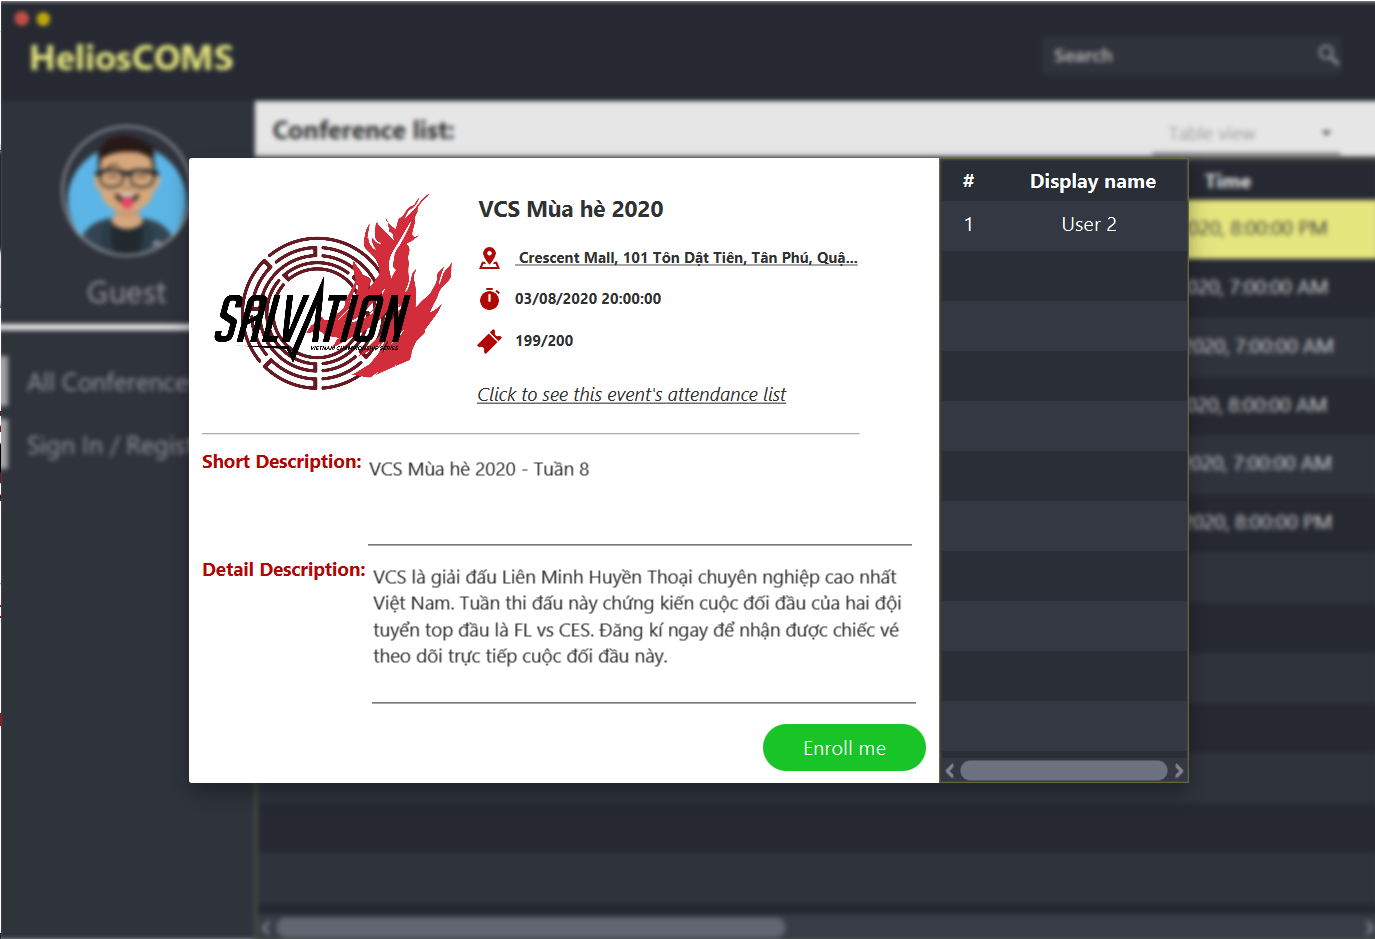 HeliosCOMS
Search
Conference list:
Table view
Guest
All Conference
Sign In / Regist
Time
2020, 8:00:00 PM
2020, 7:00:00 AM
2020, 7:00:00 AM
2020, 8:00:00 AM
2020, 7:00:00 AM
2020, 8:00:00 PM
SALVATION
VIETNAM CHAMPIONSHIP SERIES
VCS Mùa hè 2020
Crescent Mall, 101 Tôn Dật Tiên, Tân Phú, Quậ...
03/08/2020 20:00:00
199/200
Click to see this event's attendance list
Short Description:
VCS Mùa hè 2020 - Tuần 8
Detail Description:
VCS là giải đấu Liên Minh Huyền Thoại chuyên nghiệp cao nhất
Việt Nam. Tuần thi đấu này chứng kiến cuộc đối đầu của hai đội
tuyển top đầu là FL vs CES. Đăng kí ngay để nhận được chiếc vé
theo dõi trực tiếp cuộc đối đầu này.
Enroll me
# Display name
1 User 2